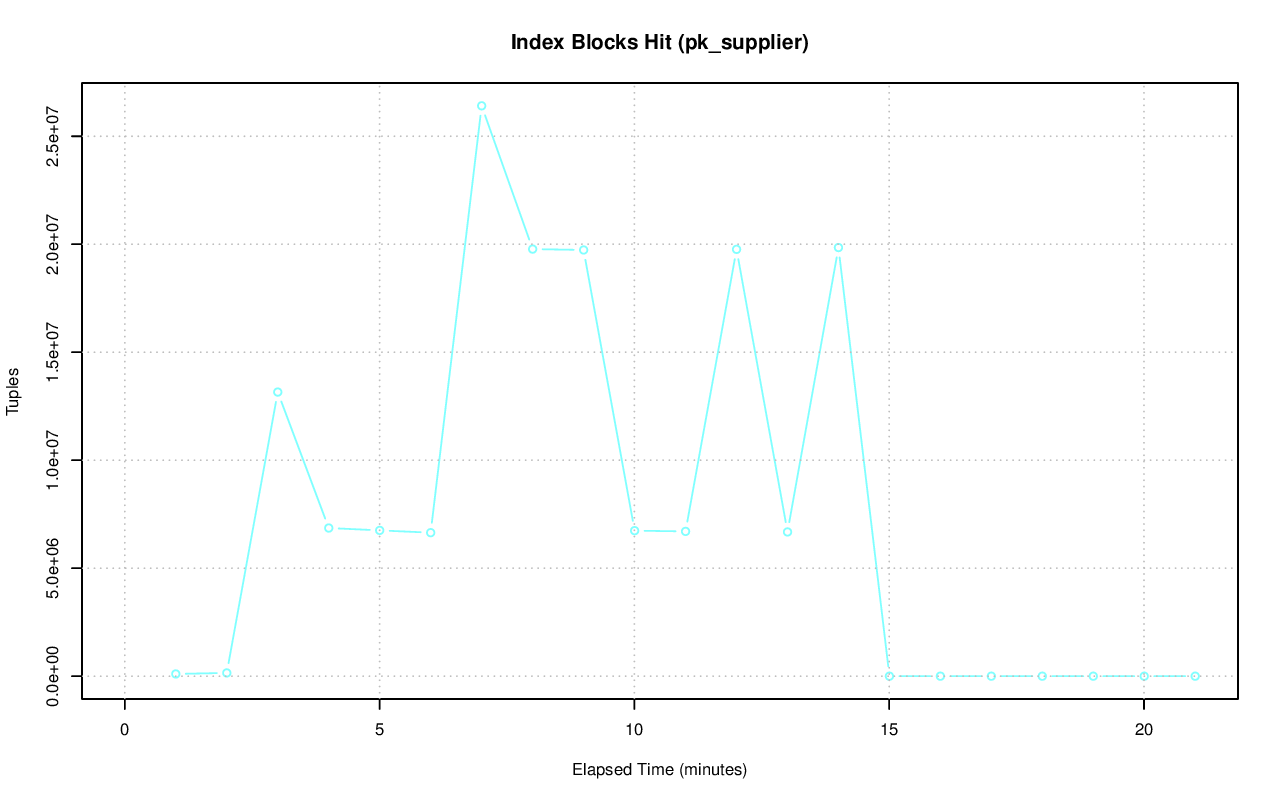 Index Blocks Hit (pk_supplier)
Tuples
2.5e+07
2.0e+07
1.5e+07
1.0e+07
5.0e+06
0.0e+00
0 5 10 15 20
Elapsed Time (minutes)